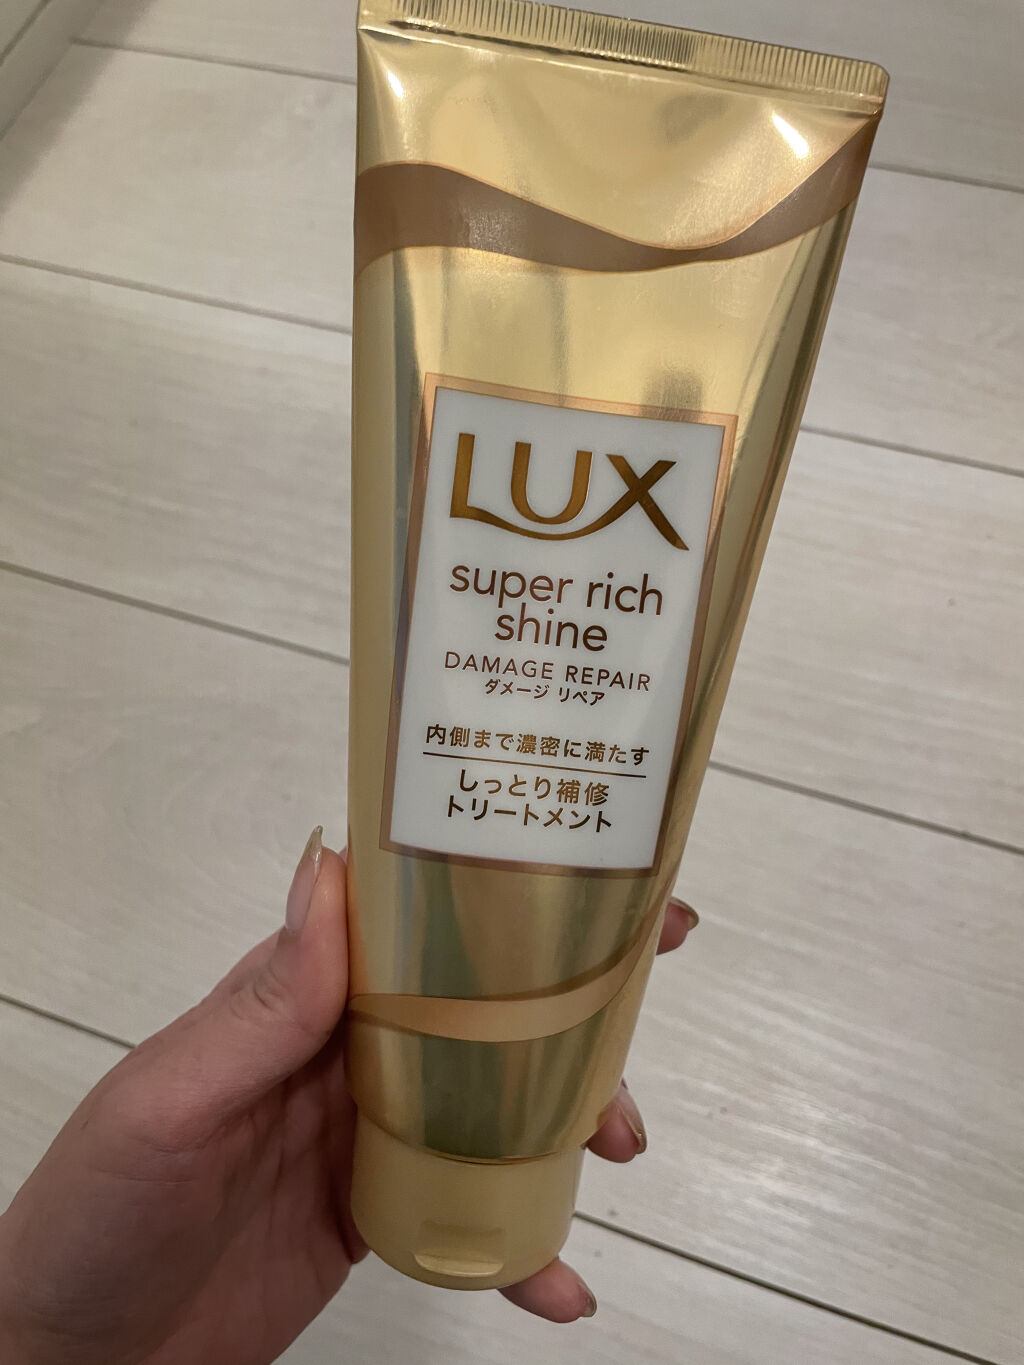 LUX
super rich
shine
DAMAGE REPAIR
ダメージ リペア
内側まで濃密に満たす
しっとり補修
トリートメント